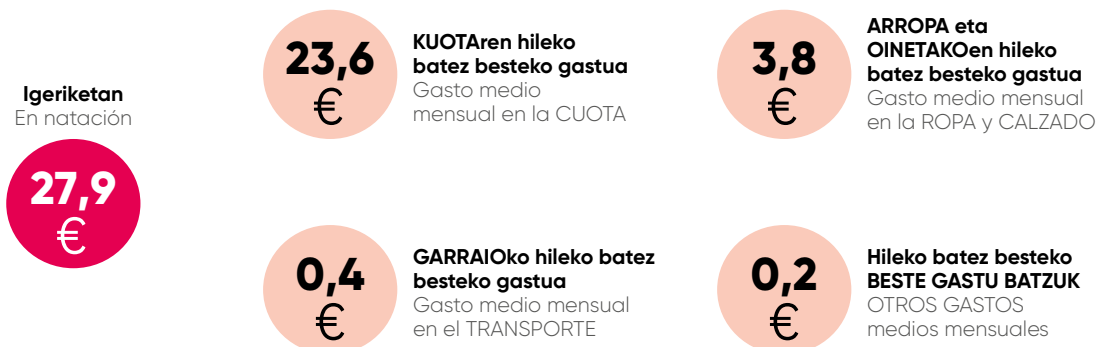 Igeriketan
En natación
27,9
€
23,6
€
KUOTAren hileko
batez besteko gastua
Gasto medio
mensual en la CUOTA
3,8
€
ARROPA eta
OINETAKOen hileko
batez besteko gastua
Gasto medio mensual
en la ROPA y CALZADO
0,4
€
GARRAIOko hileko batez
besteko gastua
Gasto medio mensual
en el TRANSPORTE
0,2
€
Hileko batez besteko
BESTE GASTU BATZUK
OTROS GASTOS
medios mensuales